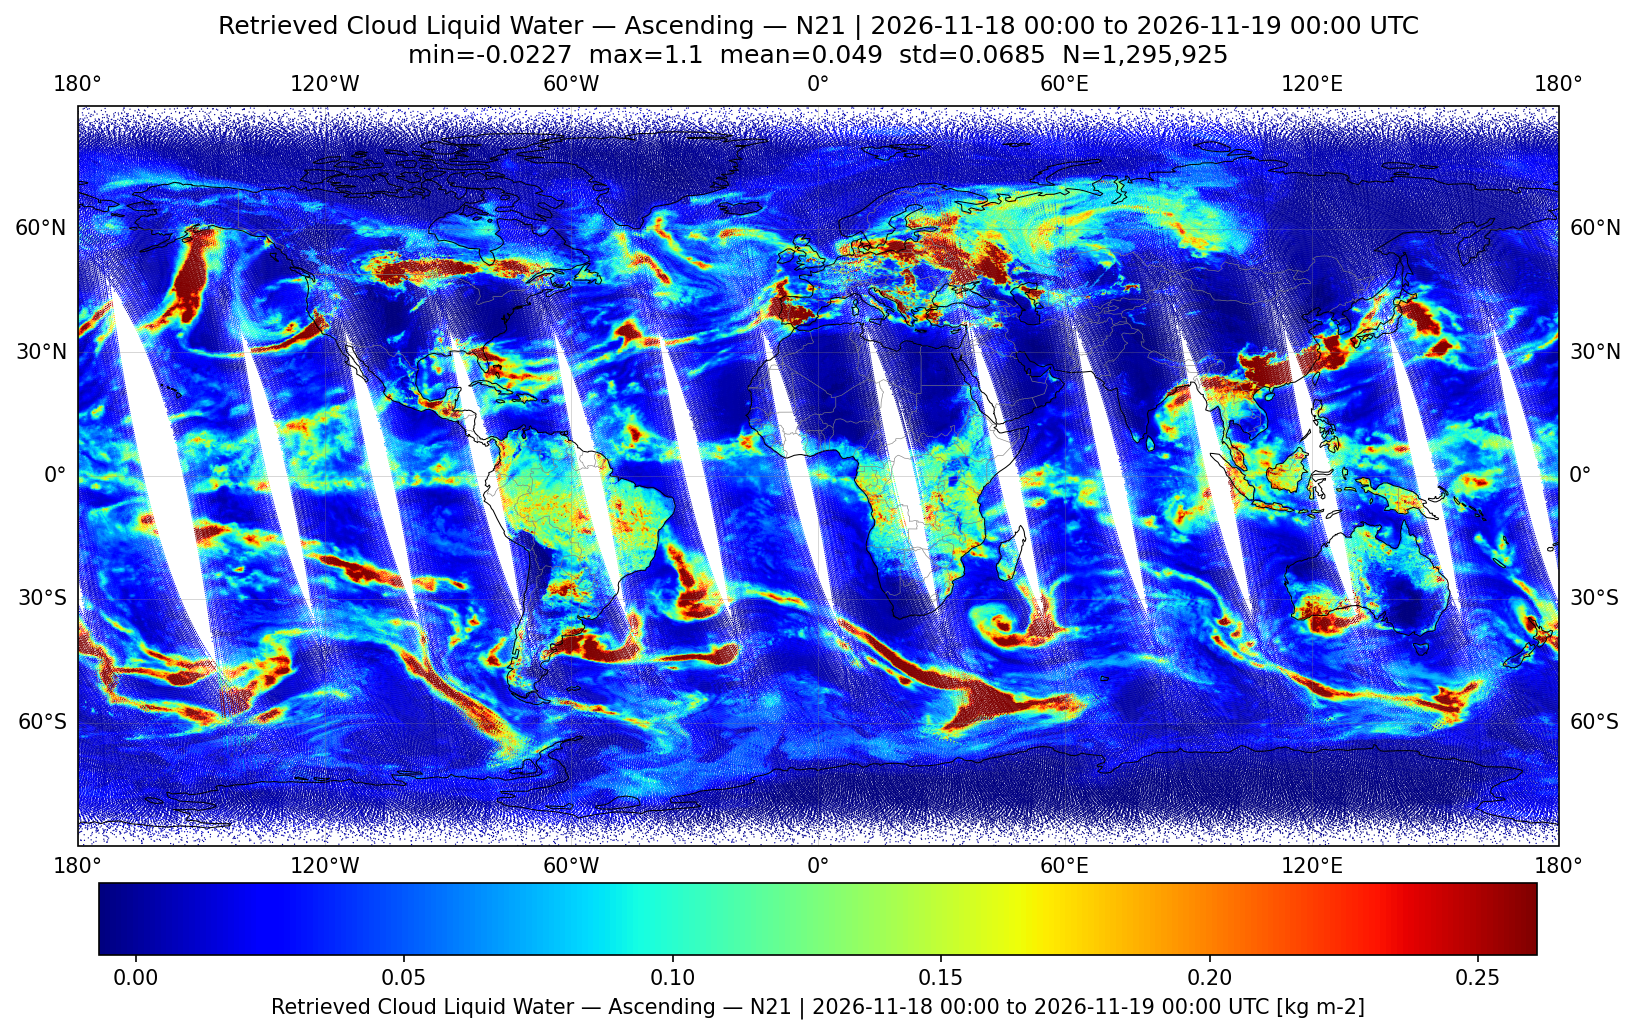 Retrieved Cloud Liquid Water — Ascending — N21 | 2026-11-18 00:00 to 2026-11-19 00:00 UTC
min=-0.0227 max=1.1 mean=0.049 std=0.0685 N=1,295,925
180° 120°W 60°W 0° 60°E 120°E 180°
60°N 60°N
30°N 30°N
0° 0°
30°S 30°S
60°S 60°S
180° 120°W 60°W 0° 60°E 120°E 180°
0.00 0.05 0.10 0.15 0.20 0.25
Retrieved Cloud Liquid Water — Ascending — N21 | 2026-11-18 00:00 to 2026-11-19 00:00 UTC [kg m-2]